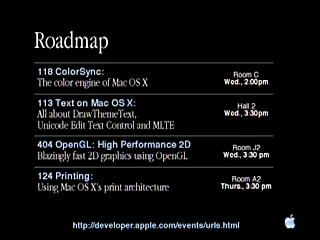 Roadmap
118 ColorSync:
The color engine of Mac OS X
Room C
Wed., 2:00pm
113 Text on Mac OS X:
All about DrawThemeText,
Unicode Edit Text Control and MLTE
Hall 2
Wed., 3:30pm
404 OpenGL: High Performance 2D
Blazingly fast 2D graphics using OpenGL
Room J2
Wed., 3:30 pm
124 Printing:
Using Mac OS X's print architecture
Room A2
Thurs., 3:30 pm
http://developer.apple.com/events/urls.html